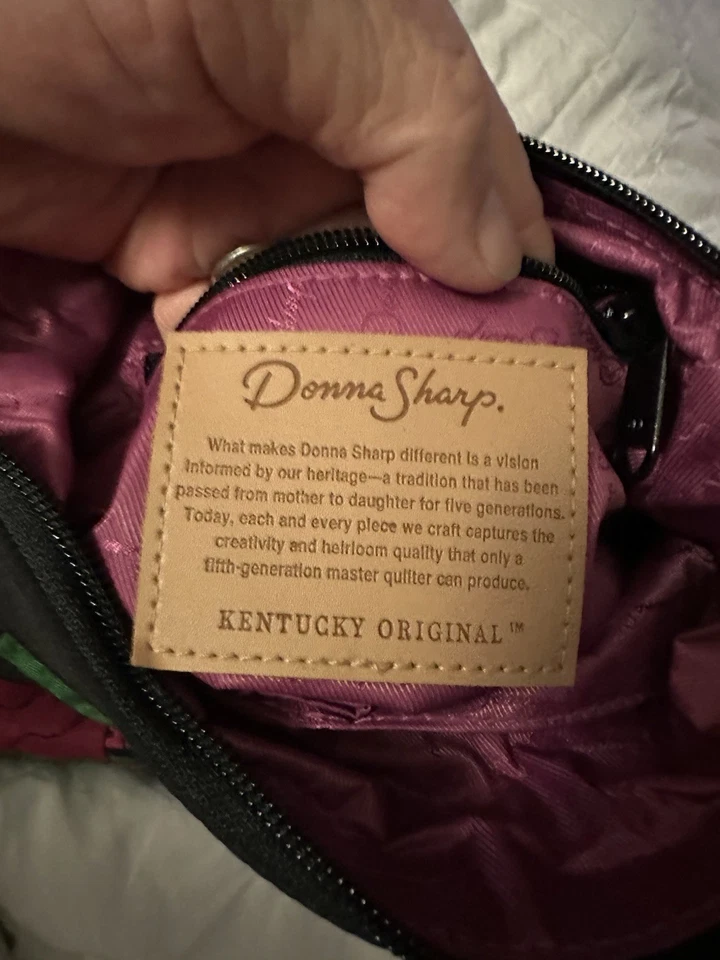 Donna Sharp.
What makes Donna Sharp different is a vision
informed by our heritage—a tradition that has been
passed from mother to daughter for five generations.
Today, each and every piece we craft captures the
creativity and heirloom quality that only a
fifth-generation master quilter can produce.
KENTUCKY ORIGINAL™